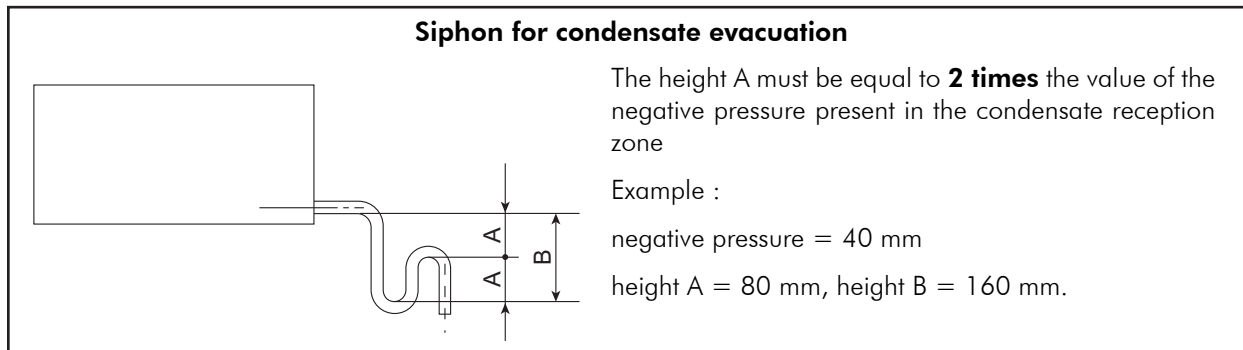 Siphon for condensate evacuation
The height A must be equal to 2 times the value of the
negative pressure present in the condensate reception
zone
Example :
negative pressure = 40 mm
height A = 80 mm, height B = 160 mm.
A
A
B